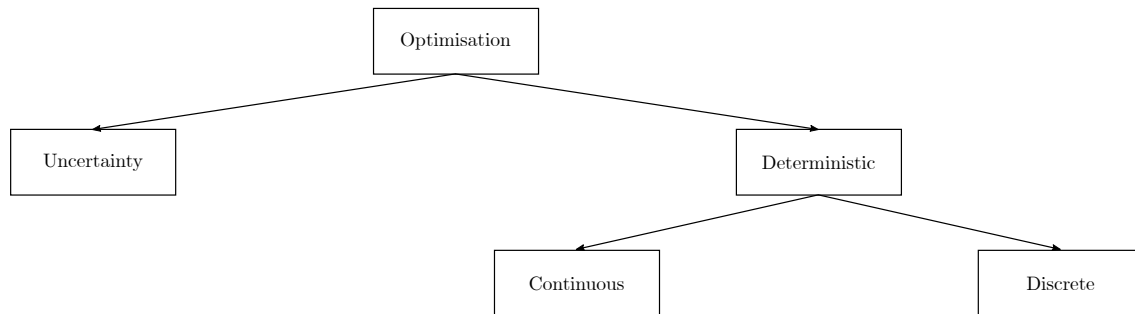 Optimisation
Uncertainty
Deterministic
Continuous
Discrete